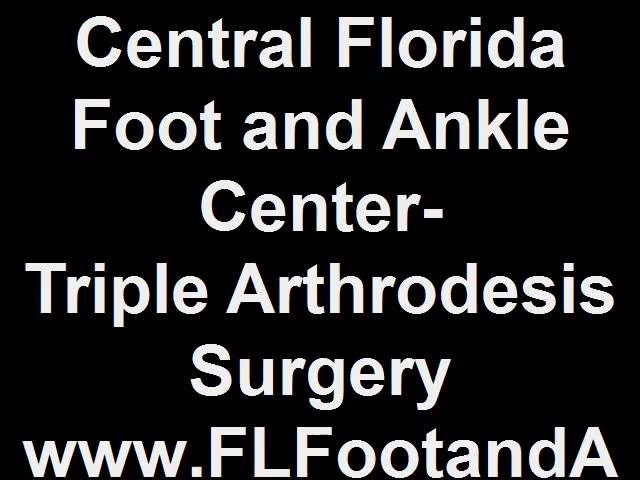 Central Florida
Foot and Ankle
Center-
Triple Arthrodesis
Surgery
www.FLFootandA